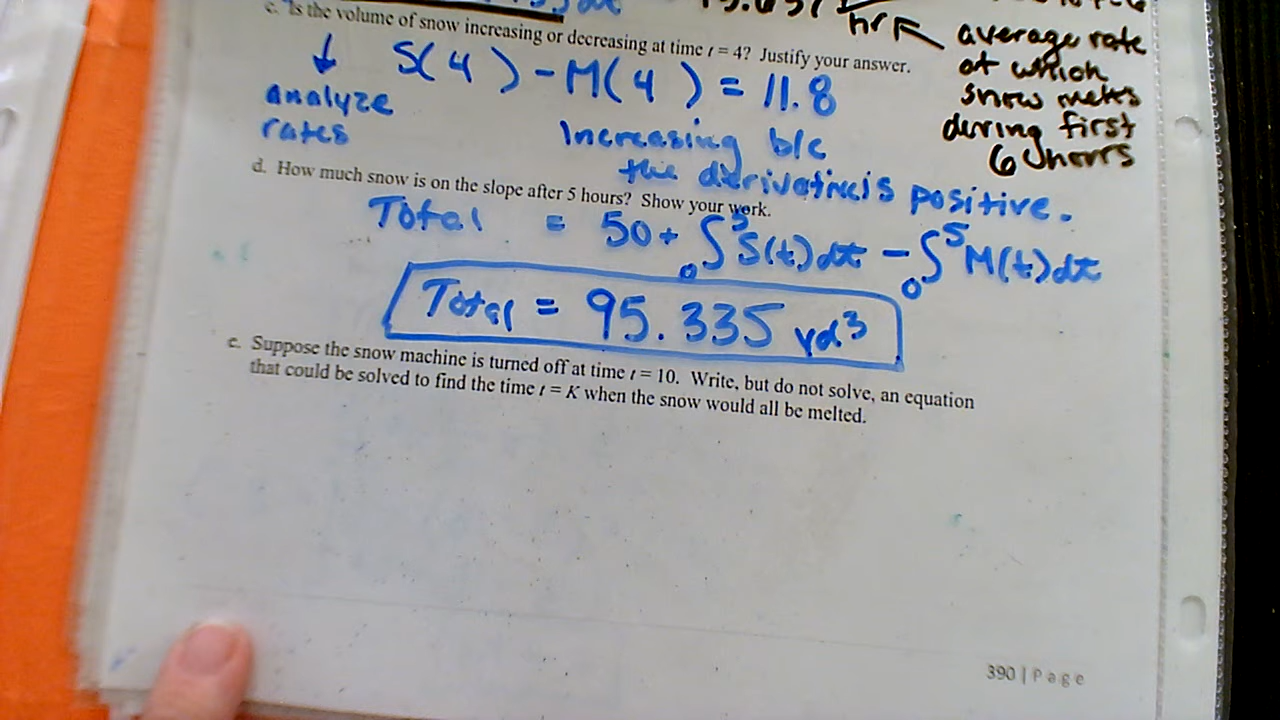 hr
average rate
at which
snow melts
during first
6 hours
c. Is the volume of snow increasing or decreasing at time t = 4? Justify your answer.
↓ S(4) - M(4) = 11.8
analyze
rates
Increasing b/c
the derivative is positive.
d. How much snow is on the slope after 5 hours? Show your work.
Total = 50 + ∫₀⁵ S(t)dt - ∫₀⁵ M(t)dt
Total = 95.335 yd³
e. Suppose the snow machine is turned off at time t = 10. Write, but do not solve, an equation
that could be solved to find the time t = K when the snow would all be melted.
390 | Page